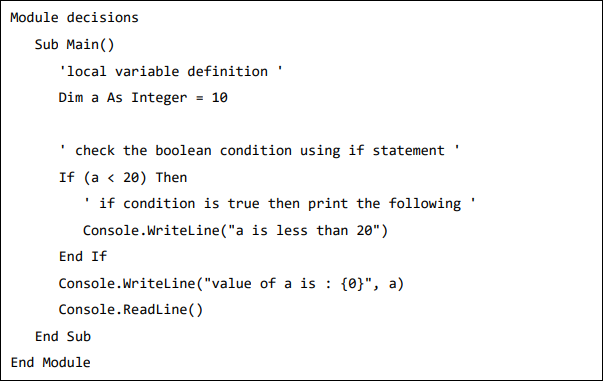 Module decisions
Sub Main()
'local variable definition '
Dim a As Integer = 10
' check the boolean condition using if statement '
If (a < 20) Then
' if condition is true then print the following '
Console.WriteLine("a is less than 20")
End If
Console.WriteLine("value of a is : {0}", a)
Console.ReadLine()
End Sub
End Module